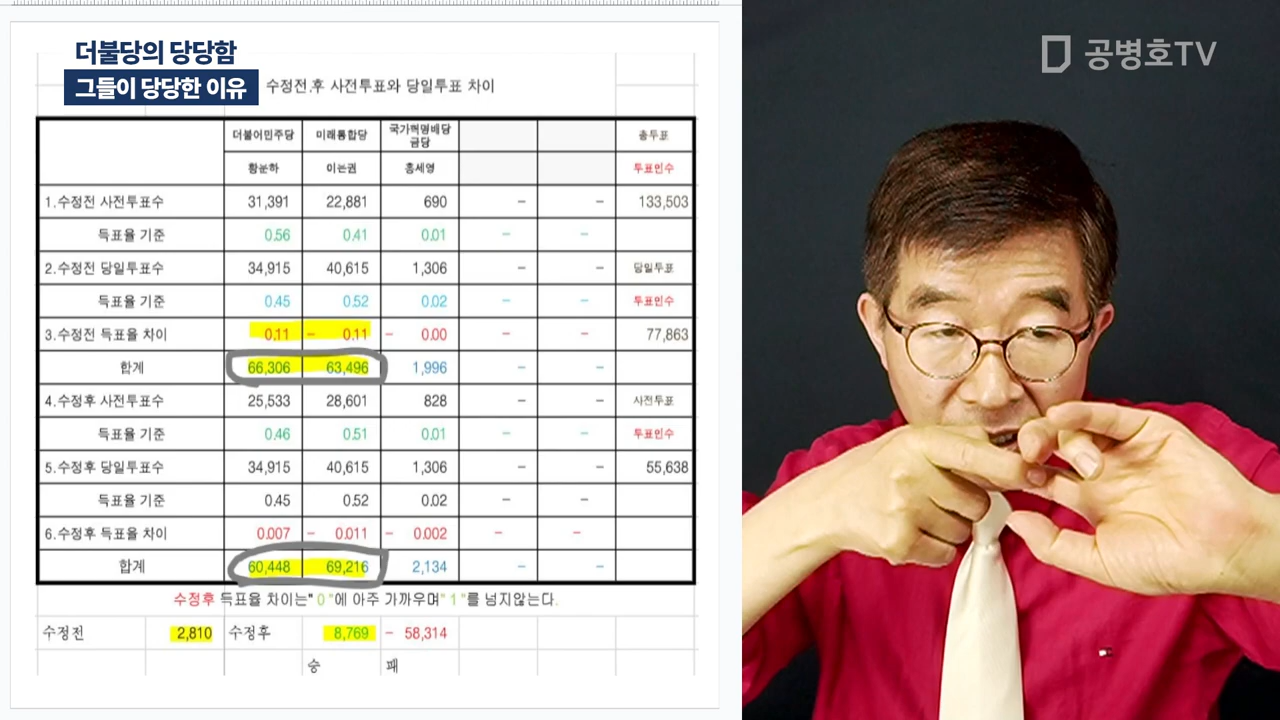 더불당의 당당함
그들이 당당한 이유
공병호TV
수정전.후 사전투표와 당일투표 차이
더불어민주당 미래통합당 국가혁명배당금당 총투표
황운하 이은권 홍세영 투표인수
1.수정전 사전투표수 31,391 22,881 690 – – 133,503
득표율 기준 0.56 0.41 0.01 – –
2.수정전 당일투표수 34,915 40,615 1,306 – – 당일투표
득표율 기준 0.45 0.52 0.02 – – 투표인수
3.수정전 득표율 차이 0.11 – 0.11 – 0.00 77,863
합계 66,306 63,496 1,996 – –
4.수정후 사전투표수 25,533 28,601 828 – – 사전투표
득표율 기준 0.46 0.51 0.01 – – 투표인수
5.수정후 당일투표수 34,915 40,615 1,306 – – 55,638
득표율 기준 0.45 0.52 0.02 – –
6.수정후 득표율 차이 0.007 – 0.011 – 0.002 – –
합계 60,448 69,216 2,134 – –
수정후 득표율 차이는" 0 "에 아주 가까우며" 1 "를 넘지않는다.
수정전 2,810 수정후 8,769 – 58,314
승 패